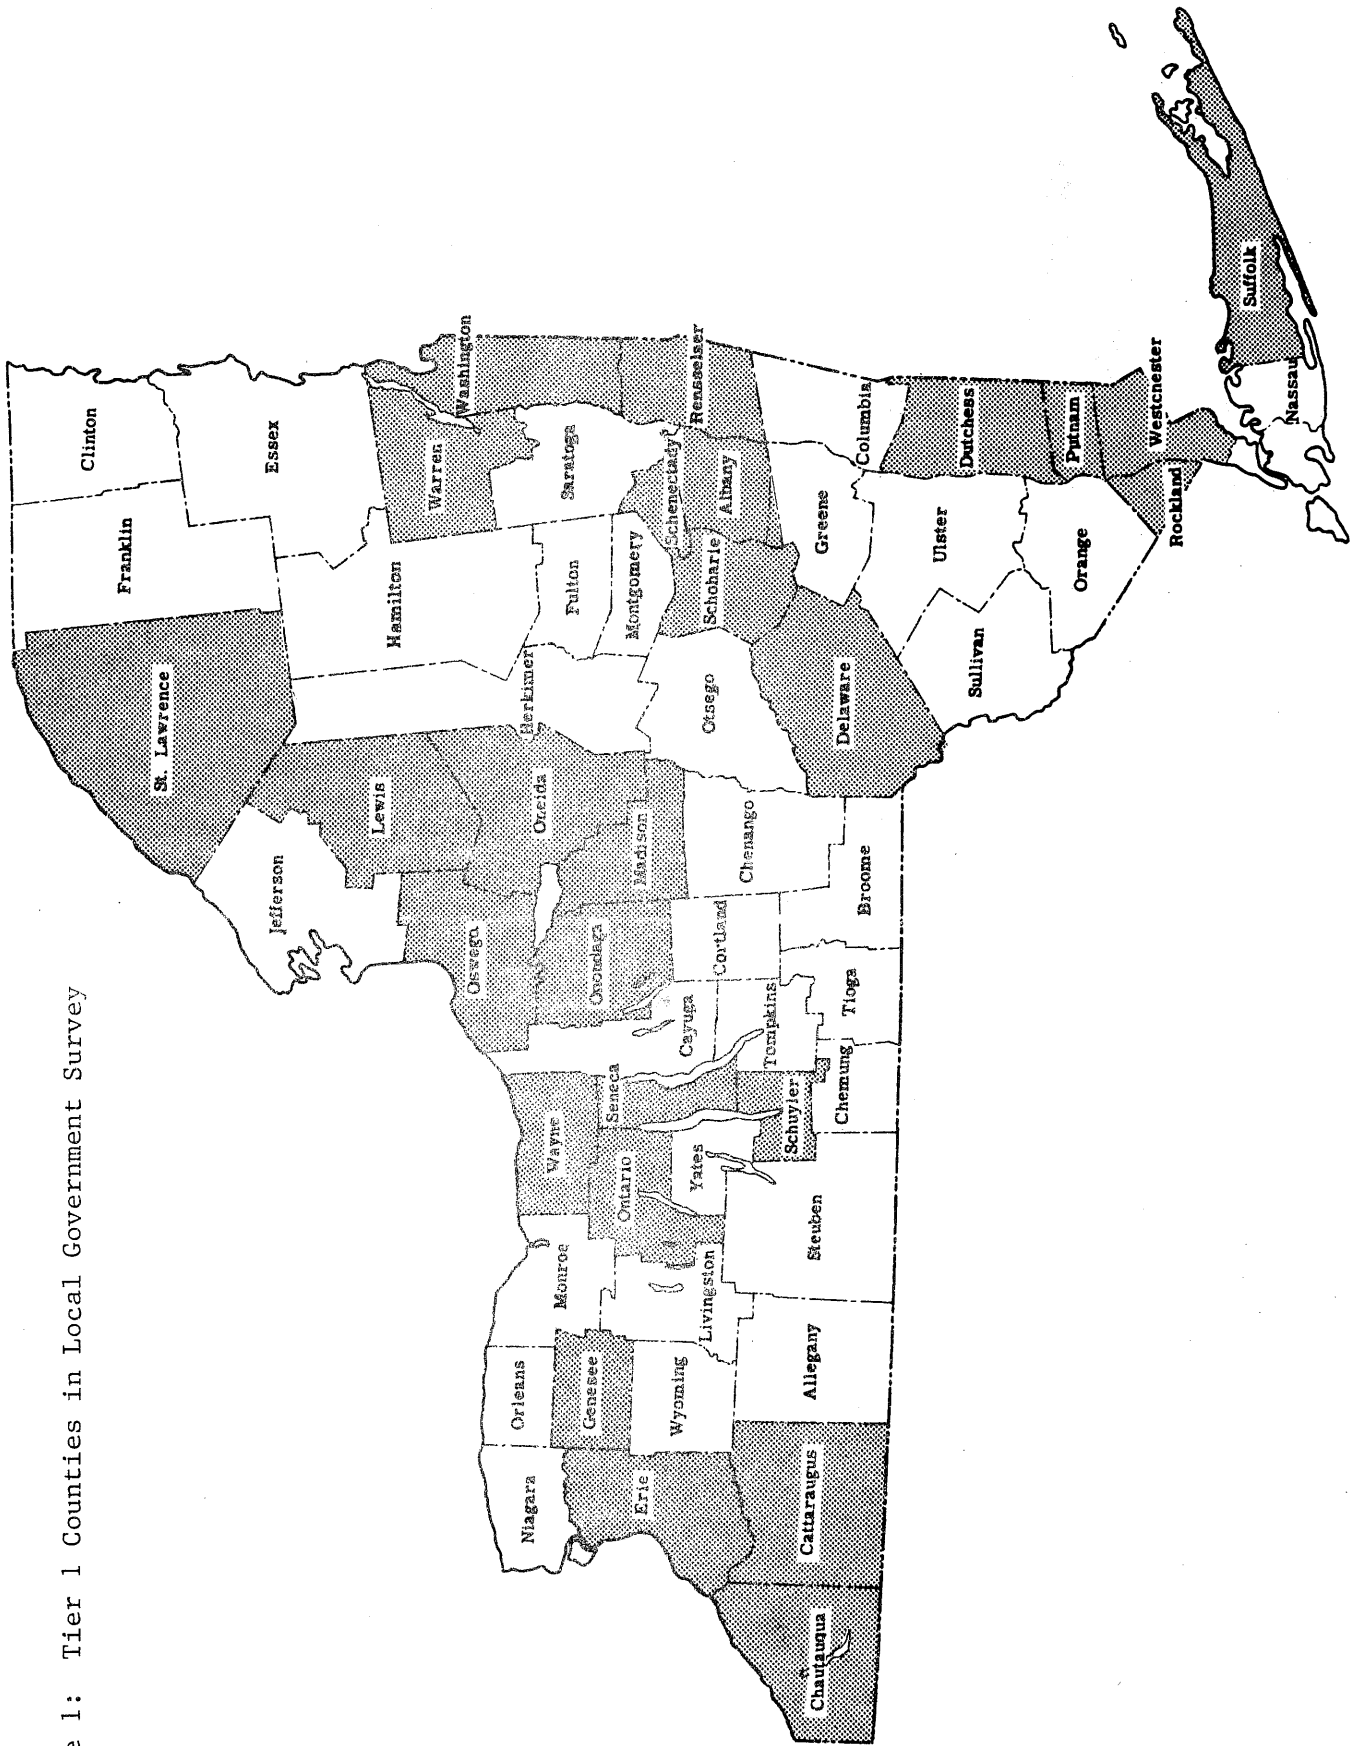 e 1: Tier 1 Counties in Local Government Survey
Clinton
Franklin
Essex
St. Lawrence
Hamilton
Warren
Washington
Jefferson
Lewis
Herkimer
Oneida
Oswego
Fulton
Saratoga
Montgomery
Schenectady
Rensselaer
Albany
Schoharie
Otsego
Madison
Onondaga
Cayuga
Cortland
Chenango
Wayne
Seneca
Ontario
Yates
Monroe
Livingston
Orleans
Genesee
Wyoming
Niagara
Erie
Chautauqua
Cattaraugus
Allegany
Steuben
Schuyler
Tompkins
Chemung
Tioga
Broome
Delaware
Greene
Columbia
Ulster
Sullivan
Dutchess
Orange
Putnam
Rockland
Westchester
Nassau
Suffolk